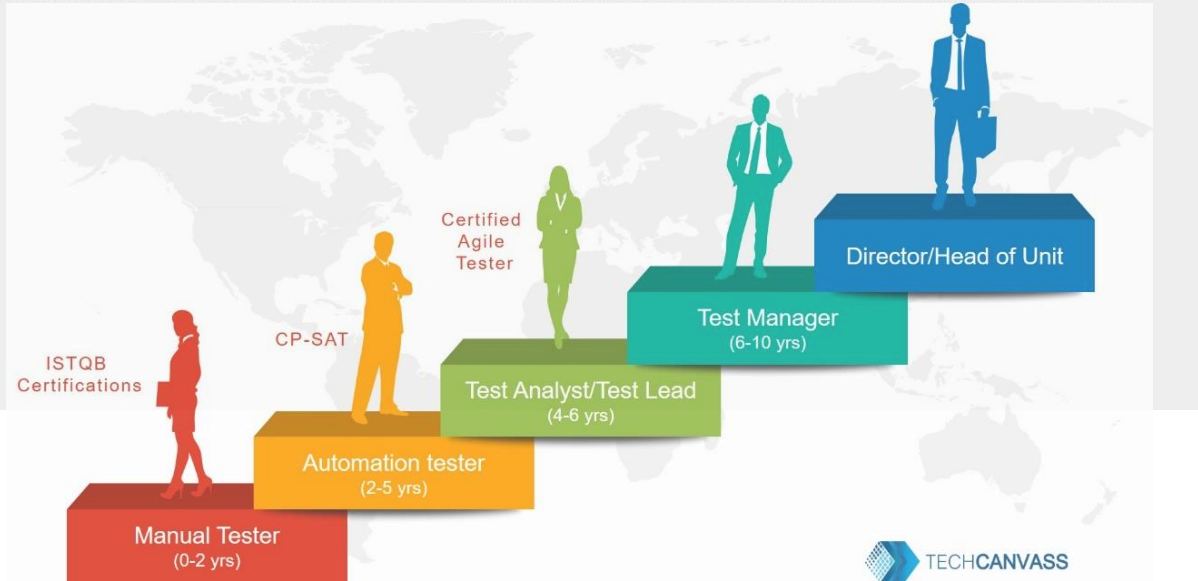 ISTQB
Certifications
Manual Tester
(0-2 yrs)
CP-SAT
Automation tester
(2-5 yrs)
Certified
Agile
Tester
Test Analyst/Test Lead
(4-6 yrs)
Test Manager
(6-10 yrs)
Director/Head of Unit
TECHCANVASS